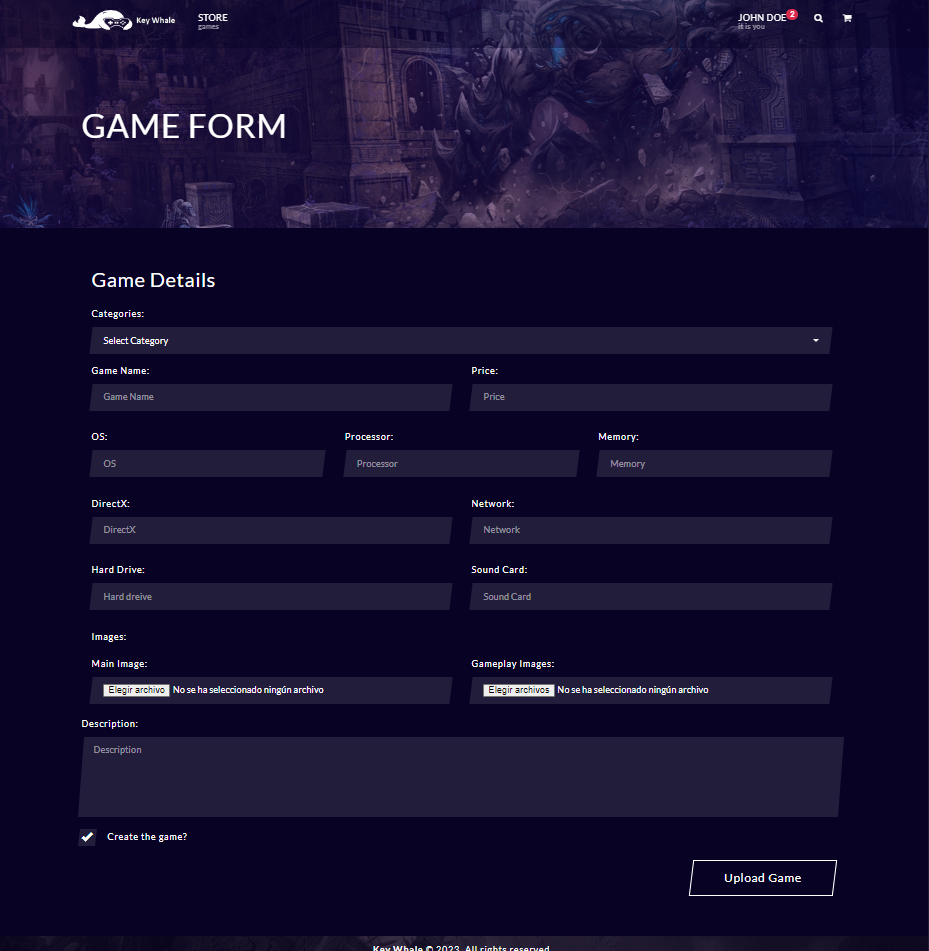 Key Whale STORE JOHN DOE 2
games it is you
GAME FORM
Game Details
Categories:
Select Category
Game Name: Price:
Game Name Price
OS: Processor: Memory:
OS Processor Memory
DirectX: Network:
DirectX Network
Hard Drive: Sound Card:
Hard dreive Sound Card
Images:
Main Image: Gameplay Images:
Elegir archivo No se ha seleccionado ningún archivo Elegir archivos No se ha seleccionado ningún archivo
Description:
Description
Create the game?
Upload Game
Key Whale © 2023. All rights reserved